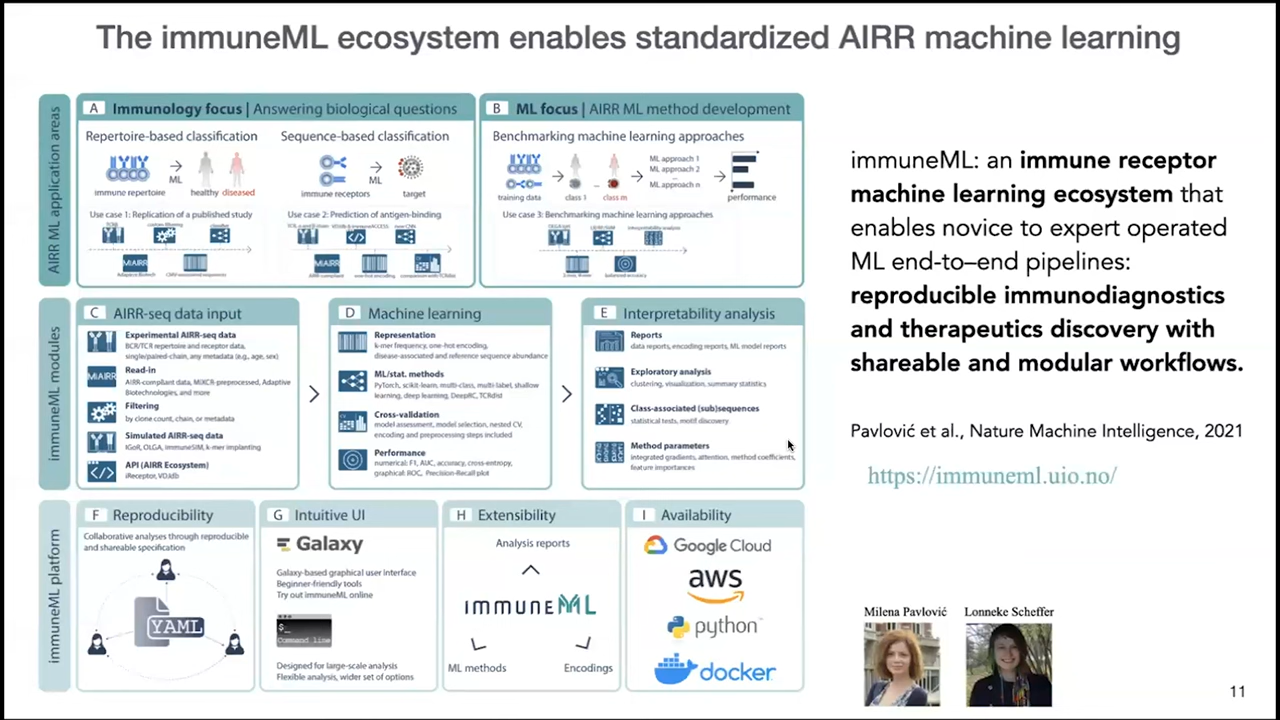 The immuneML ecosystem enables standardized AIRR machine learning
AIRR ML application areas
A Immunology focus | Answering biological questions
Repertoire-based classification
immune repertoire
ML
healthy diseased
Use case 1: Replication of a published study
Sequence-based classification
immune receptors
ML
target
Use case 2: Prediction of antigen-binding
B ML focus | AIRR ML method development
Benchmarking machine learning approaches
training data
class 1
...
class m
ML approach 1
ML approach 2
...
ML approach n
performance
Use case 3: Benchmarking machine learning approaches
immuneML modules
C AIRR-seq data input
Experimental AIRR-seq data
BCR/TCR repertoire and receptor data,
single/paired-chain, any metadata (e.g., age, sex)
MiAIRR
Read-in
AIRR-compliant data, MiXCR-preprocessed, Adaptive
Biotechnologies, and more
Filtering
by clone count, chain, or metadata
Simulated AIRR-seq data
IGoR, OLGA, immuneSIM, k-mer implanting
API (AIRR Ecosystem)
iReceptor, VDJdb
D Machine learning
Representation
k-mer frequency, one-hot encoding,
disease-associated and reference sequence abundance
ML/stat. methods
PyTorch, scikit-learn, multi-class, multi-label, shallow
learning, deep learning, DeepRC, TCRdist
Cross-validation
model assessment, model selection, nested CV,
encoding and preprocessing steps included
Performance
numerical: F1, AUC, accuracy, cross-entropy,
graphical: ROC, Precision-Recall plot
E Interpretability analysis
Reports
data reports, encoding reports, ML model reports
Exploratory analysis
clustering, visualization, summary statistics
Class-associated (sub)sequences
statistical tests, motif discovery
Method parameters
integrated gradients, attention, method coefficients,
feature importances
immuneML platform
F Reproducibility
Collaborative analyses through reproducible
and shareable specification
YAML
G Intuitive UI
Galaxy
Galaxy-based graphical user interface
Beginner-friendly tools
Try out immuneML online
$_
Command line
Designed for large-scale analysis
Flexible analysis, wider set of options
H Extensibility
Analysis reports
immuneML
ML methods
Encodings
I Availability
Google Cloud
aws
python
docker
immuneML: an immune receptor
machine learning ecosystem that
enables novice to expert operated
ML end-to–end pipelines:
reproducible immunodiagnostics
and therapeutics discovery with
shareable and modular workflows.
Pavlović et al., Nature Machine Intelligence, 2021
https://immuneml.uio.no/
Milena Pavlović
Lonneke Scheffer
11